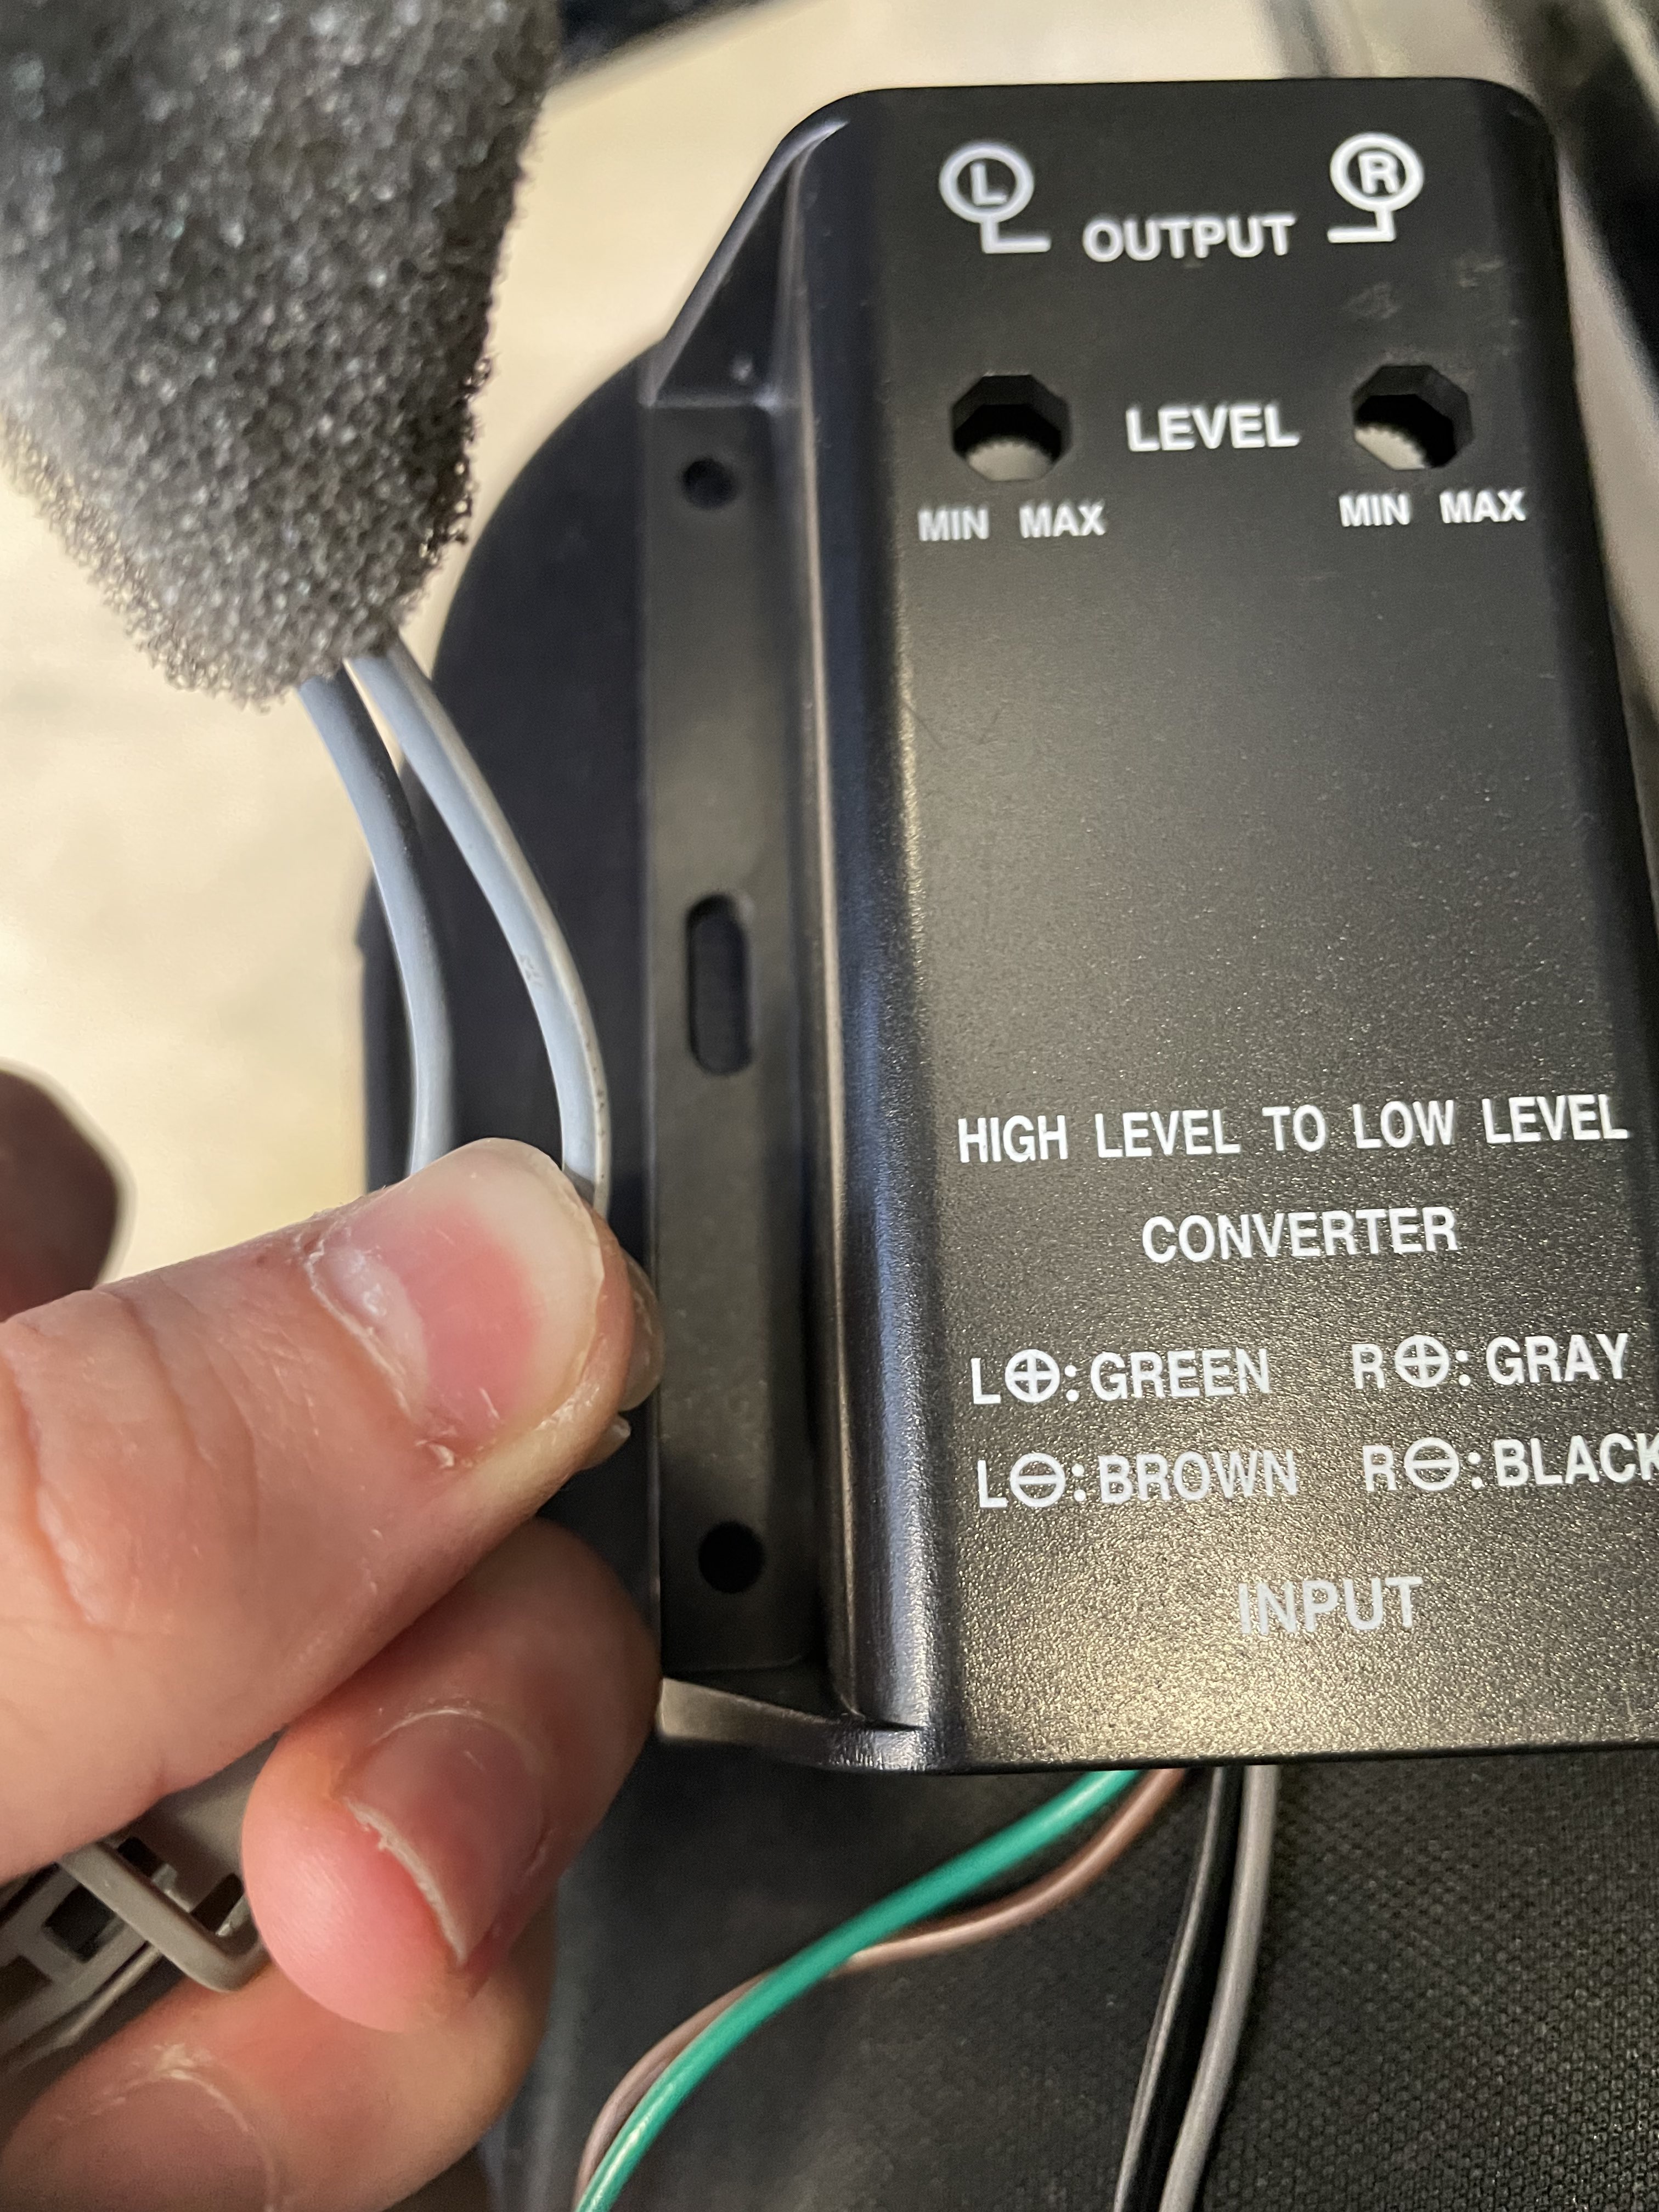 L OUTPUT R
LEVEL
MIN MAX MIN MAX
HIGH LEVEL TO LOW LEVEL
CONVERTER
L⊕:GREEN R⊕:GRAY
L⊖:BROWN R⊖:BLACK
INPUT